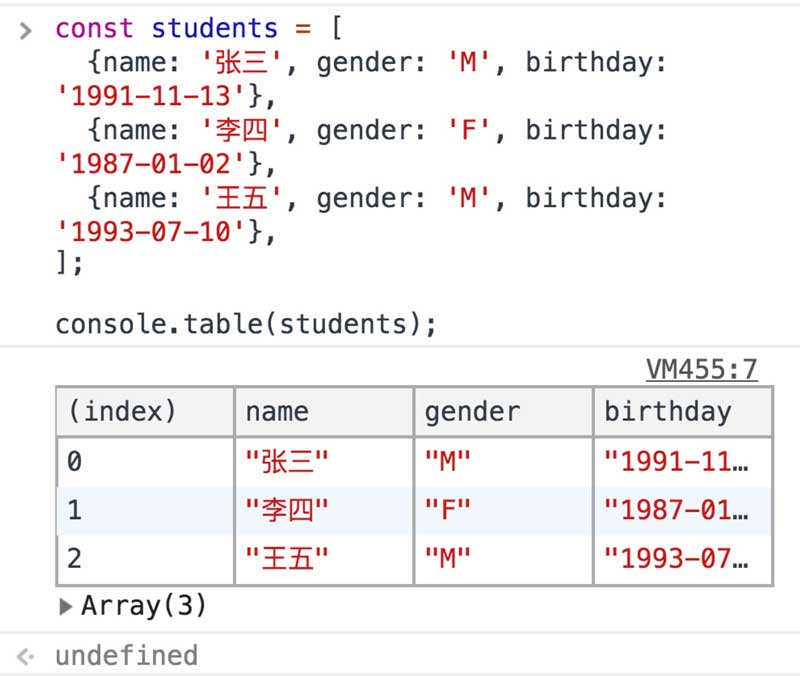 const students = [
{name: '张三', gender: 'M', birthday:
'1991-11-13'},
{name: '李四', gender: 'F', birthday:
'1987-01-02'},
{name: '王五', gender: 'M', birthday:
'1993-07-10'},
];
console.table(students);
VM455:7
(index) name gender birthday
0 "张三" "M" "1991-11…
1 "李四" "F" "1987-01…
2 "王五" "M" "1993-07…
Array(3)
undefined